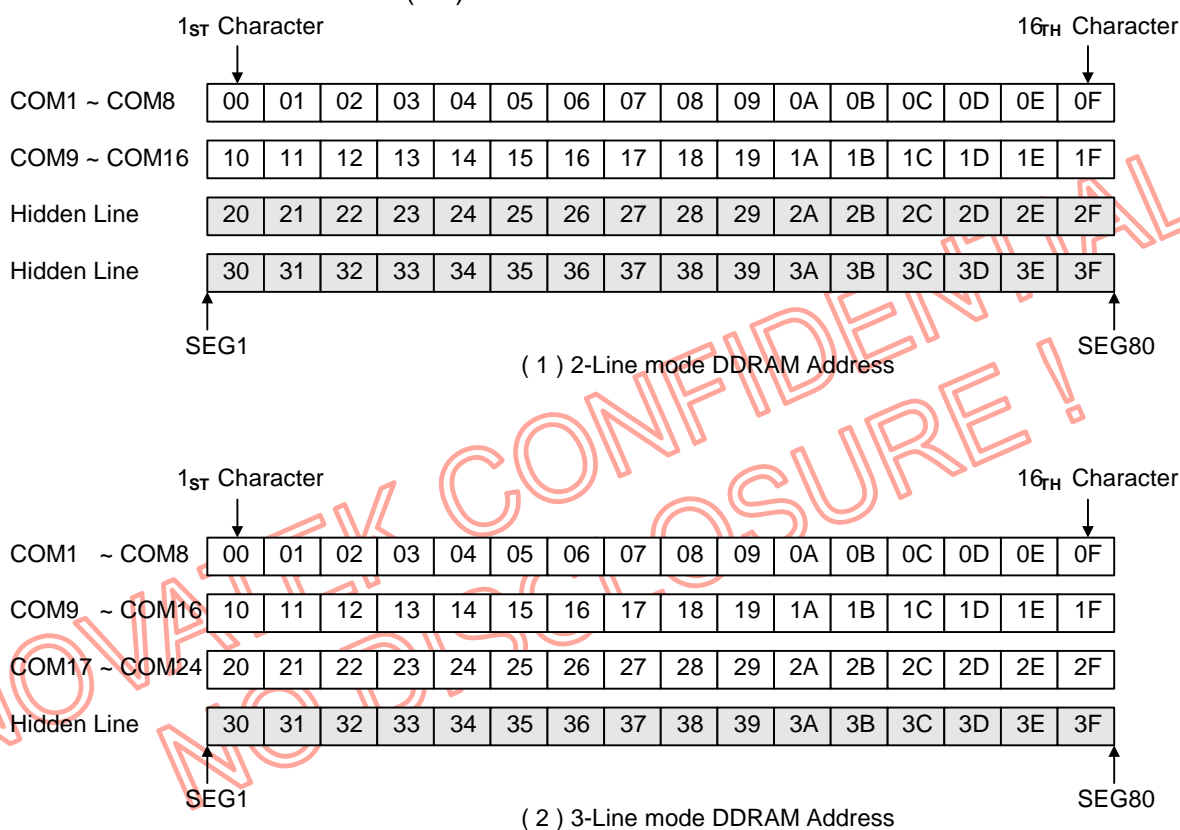 1ST Character 16TH Character
COM1 ~ COM8 00 01 02 03 04 05 06 07 08 09 0A 0B 0C 0D 0E 0F
COM9 ~ COM16 10 11 12 13 14 15 16 17 18 19 1A 1B 1C 1D 1E 1F
Hidden Line 20 21 22 23 24 25 26 27 28 29 2A 2B 2C 2D 2E 2F
Hidden Line 30 31 32 33 34 35 36 37 38 39 3A 3B 3C 3D 3E 3F
SEG1 SEG80
( 1 ) 2-Line mode DDRAM Address
1ST Character 16TH Character
COM1 ~ COM8 00 01 02 03 04 05 06 07 08 09 0A 0B 0C 0D 0E 0F
COM9 ~ COM16 10 11 12 13 14 15 16 17 18 19 1A 1B 1C 1D 1E 1F
COM17 ~ COM24 20 21 22 23 24 25 26 27 28 29 2A 2B 2C 2D 2E 2F
Hidden Line 30 31 32 33 34 35 36 37 38 39 3A 3B 3C 3D 3E 3F
SEG1 SEG80
( 2 ) 3-Line mode DDRAM Address
NOVATEK CONFIDENTIAL
NO DISCLOSURE !